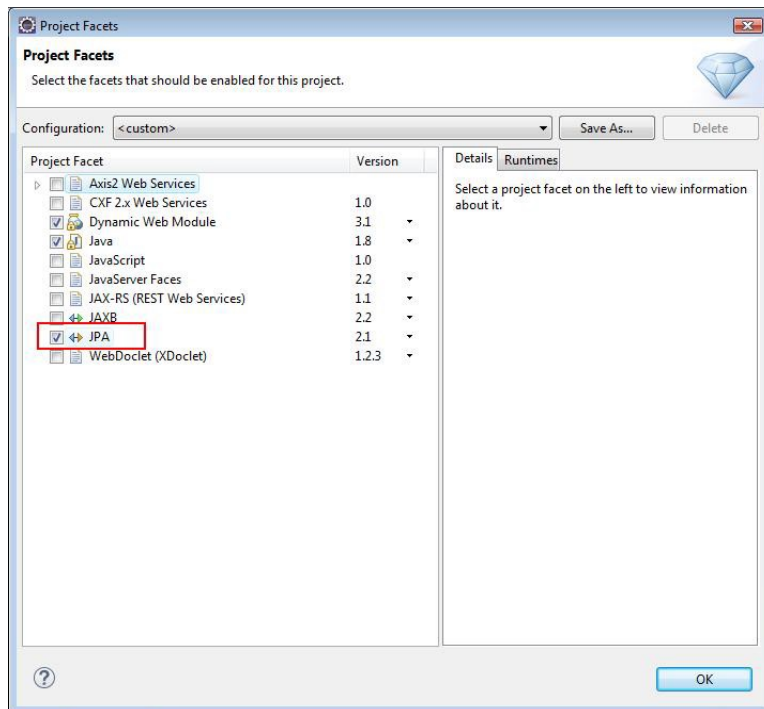 Project Facets
Project Facets
Select the facets that should be enabled for this project.
Configuration: <custom> Save As... Delete
Project Facet Version
Axis2 Web Services
CXF 2.x Web Services 1.0
Dynamic Web Module 3.1
Java 1.8
JavaScript 1.0
JavaServer Faces 2.2
JAX-RS (REST Web Services) 1.1
JAXB 2.2
JPA 2.1
WebDoclet (XDoclet) 1.2.3
Details Runtimes
Select a project facet on the left to view information
about it.
? OK